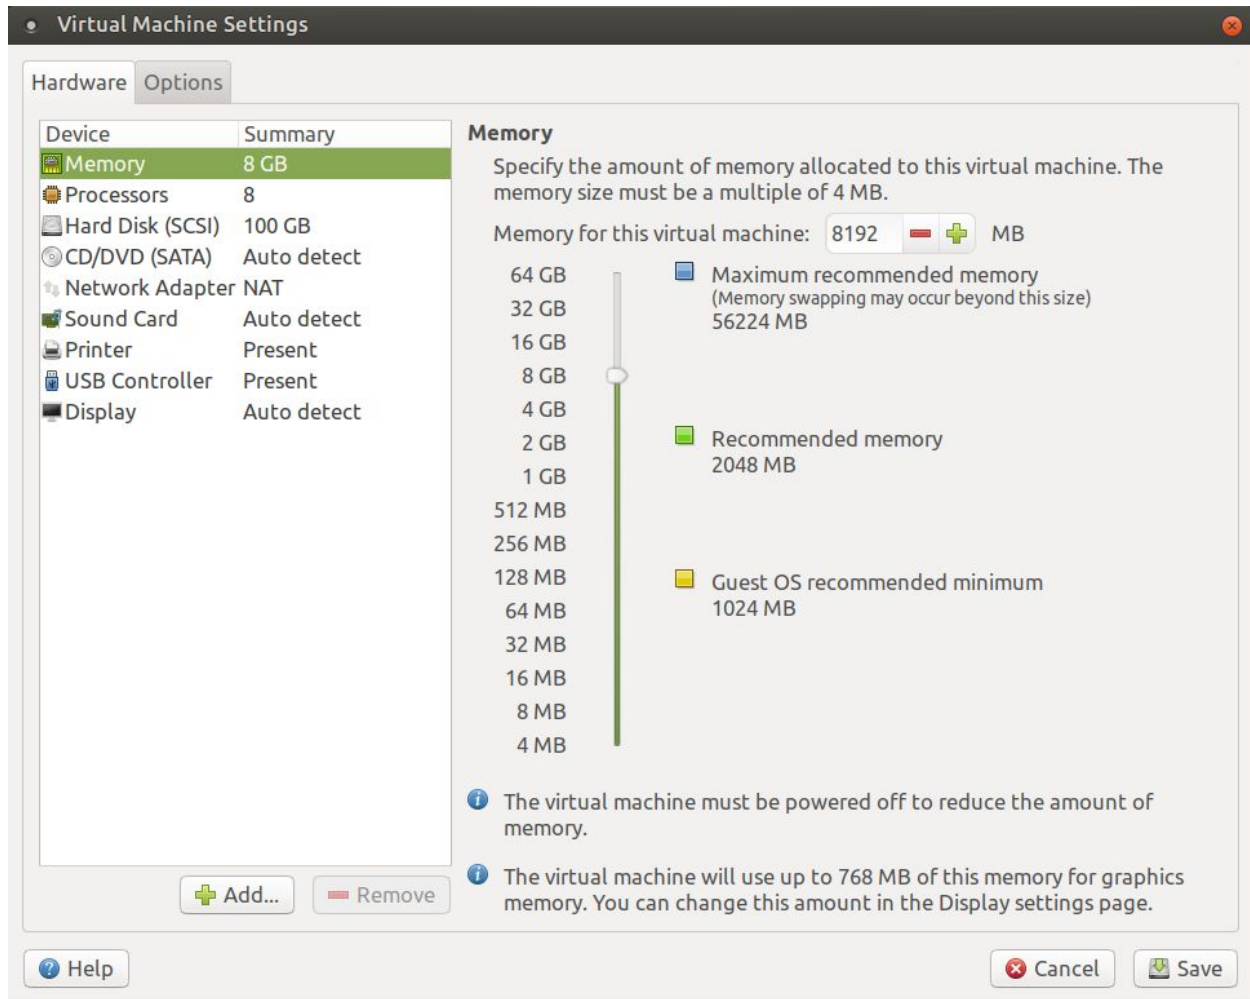 Virtual Machine Settings
Hardware Options
Device Summary
Memory 8 GB
Processors 8
Hard Disk (SCSI) 100 GB
CD/DVD (SATA) Auto detect
Network Adapter NAT
Sound Card Auto detect
Printer Present
USB Controller Present
Display Auto detect
Add... Remove
Memory
Specify the amount of memory allocated to this virtual machine. The
memory size must be a multiple of 4 MB.
Memory for this virtual machine: 8192 MB
64 GB
32 GB
16 GB
8 GB
4 GB
2 GB
1 GB
512 MB
256 MB
128 MB
64 MB
32 MB
16 MB
8 MB
4 MB
Maximum recommended memory
(Memory swapping may occur beyond this size)
56224 MB
Recommended memory
2048 MB
Guest OS recommended minimum
1024 MB
The virtual machine must be powered off to reduce the amount of
memory.
The virtual machine will use up to 768 MB of this memory for graphics
memory. You can change this amount in the Display settings page.
Help Cancel Save